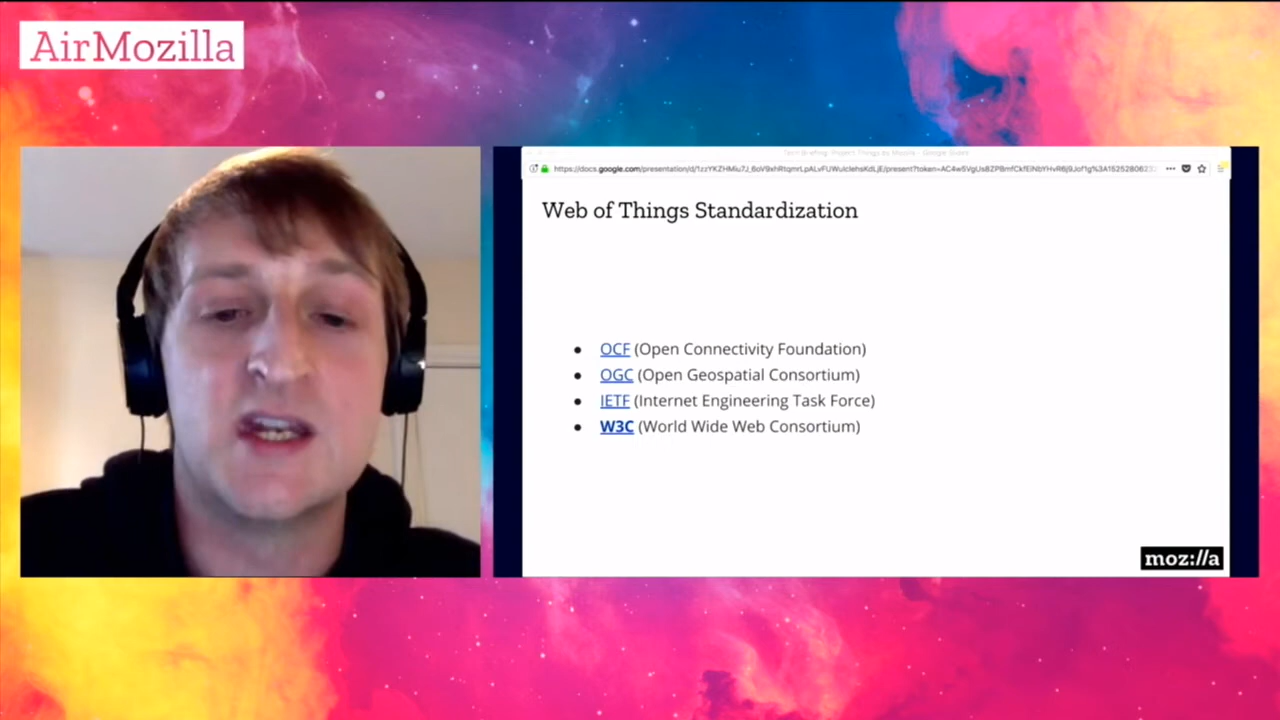 AirMozilla
Web of Things Standardization
● OCF (Open Connectivity Foundation)
● OGC (Open Geospatial Consortium)
● IETF (Internet Engineering Task Force)
● W3C (World Wide Web Consortium)
moz://a